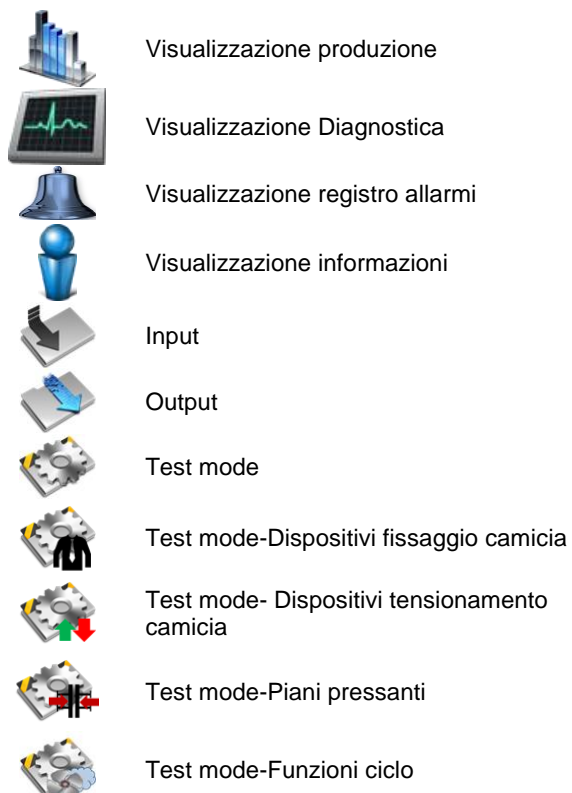 Visualizzazione produzione
Visualizzazione Diagnostica
Visualizzazione registro allarmi
Visualizzazione informazioni
Input
Output
Test mode
Test mode-Dispositivi fissaggio camicia
Test mode- Dispositivi tensionamento
camicia
Test mode-Piani pressanti
Test mode-Funzioni ciclo